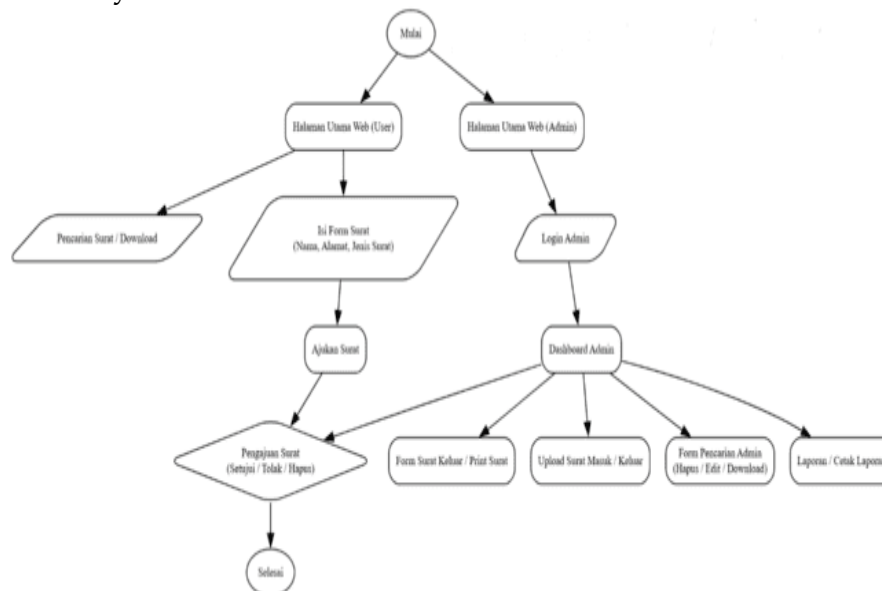 Mulai
Halaman Utama Web (User)
Halaman Utama Web (Admin)
Pencarian Surat / Download
Isi Form Surat
(Nama, Alamat, Jenis Surat)
Login Admin
Ajukan Surat
Dashboard Admin
Pengajuan Surat
(Setujui / Tolak / Hapus)
Form Surat Keluar / Print Surat
Upload Surat Masuk / Keluar
Form Pencarian Admin
(Hapus / Edit / Download)
Laporan / Cetak Lapora
Selesai